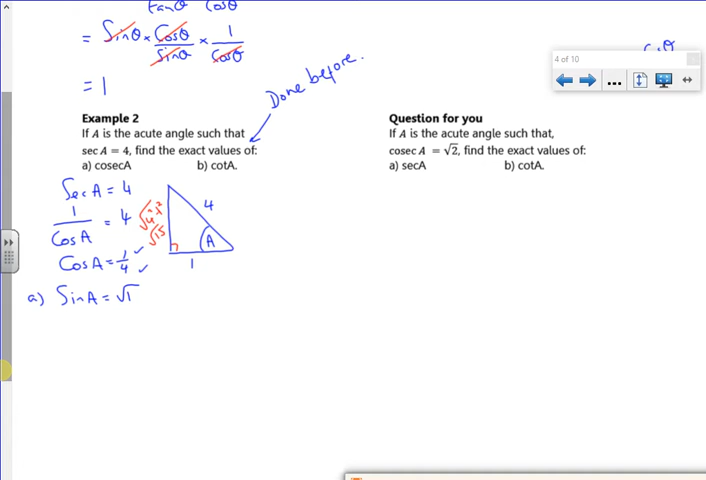 tanθ Cosθ
= Sinθ × Cosθ/Sinθ × 1/Cosθ
= 1
Done before.
4 of 10
Example 2
If A is the acute angle such that
sec A = 4, find the exact values of:
a) cosecA b) cotA.
Sec A = 4
1/Cos A = 4
Cos A = 1/4 ✓ ✓
a) Sin A = √1
4
√15
A
1
Question for you
If A is the acute angle such that,
cosec A = √2, find the exact values of:
a) secA b) cotA.